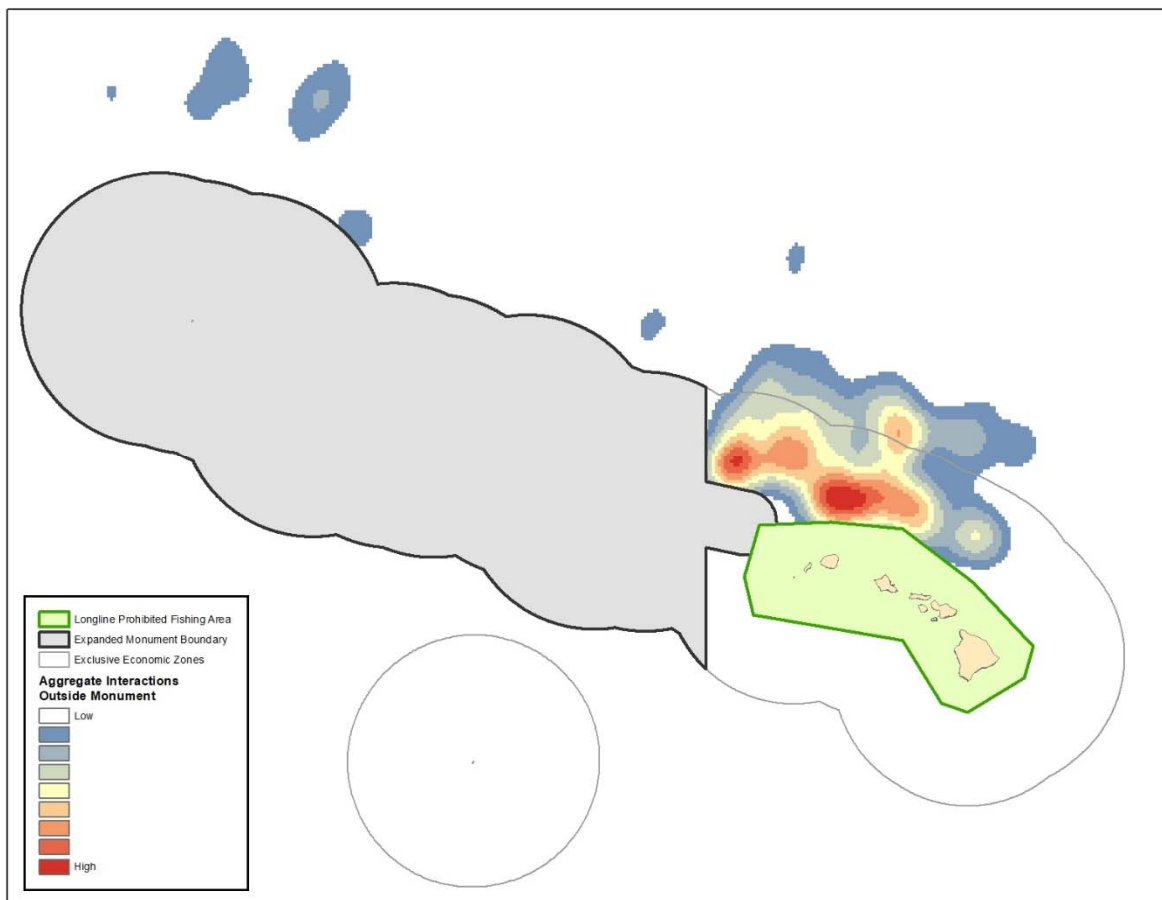 Longline Prohibited Fishing Area
Expanded Monument Boundary
Exclusive Economic Zones
Aggregate Interactions
Outside Monument
Low
High